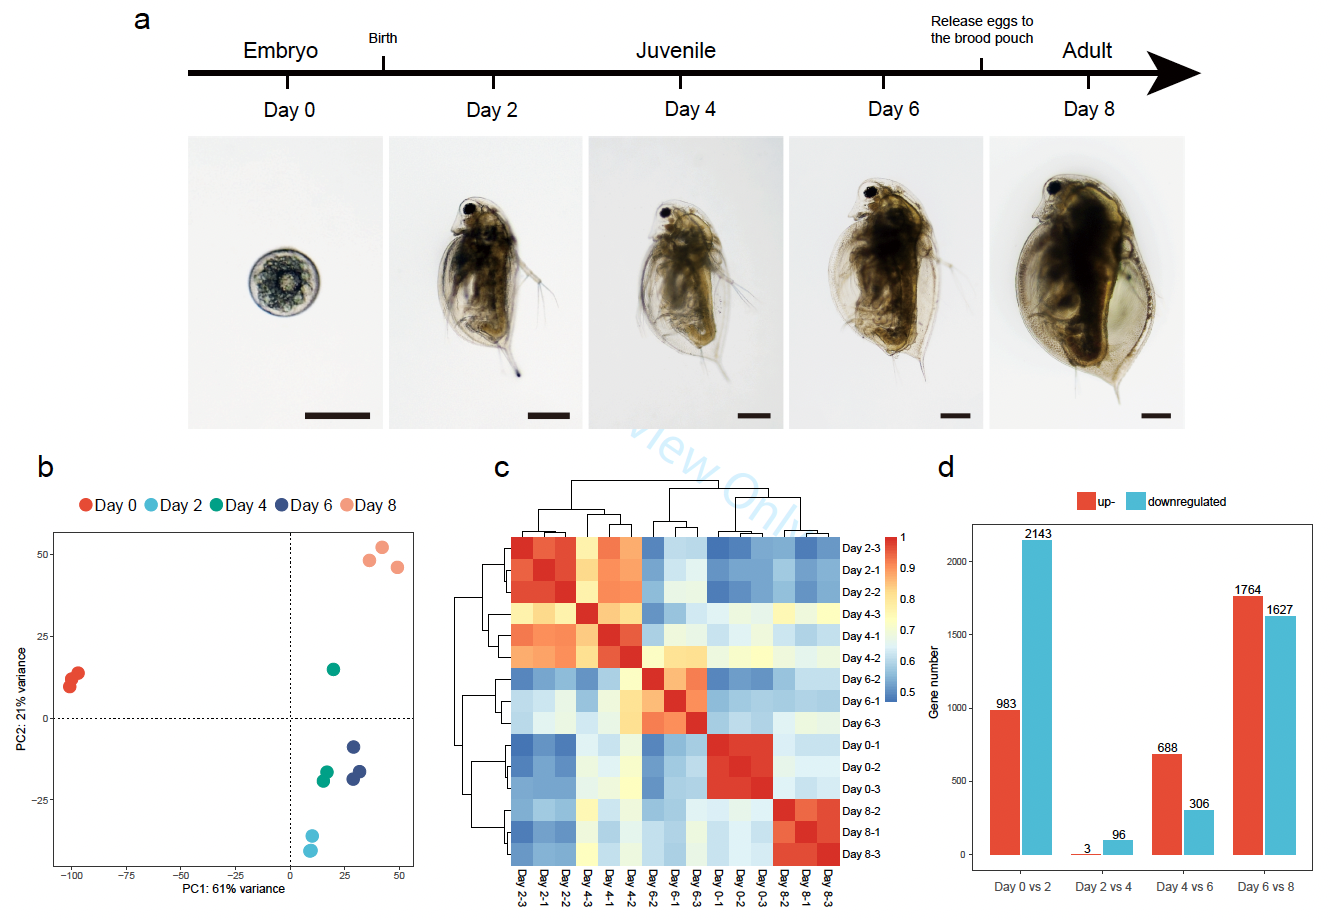 a
Embryo
Birth
Juvenile
Release eggs to
the brood pouch
Adult
Day 0
Day 2
Day 4
Day 6
Day 8
view Only
b
Day 0
Day 2
Day 4
Day 6
Day 8
PC2: 21% variance
50
25
0
−25
−100
−75
−50
−25
0
25
50
PC1: 61% variance
c
Day 2-3
Day 2-1
Day 2-2
Day 4-3
Day 4-1
Day 4-2
Day 6-2
Day 6-1
Day 6-3
Day 0-1
Day 0-2
Day 0-3
Day 8-2
Day 8-1
Day 8-3
1
0.9
0.8
0.7
0.6
0.5
Day 2-3
Day 2-1
Day 2-2
Day 4-3
Day 4-1
Day 4-2
Day 6-2
Day 6-1
Day 6-3
Day 0-1
Day 0-2
Day 0-3
Day 8-2
Day 8-1
Day 8-3
d
up-
downregulated
Gene number
2000
1500
1000
500
0
983
2143
3
96
688
306
1764
1627
Day 0 vs 2
Day 2 vs 4
Day 4 vs 6
Day 6 vs 8